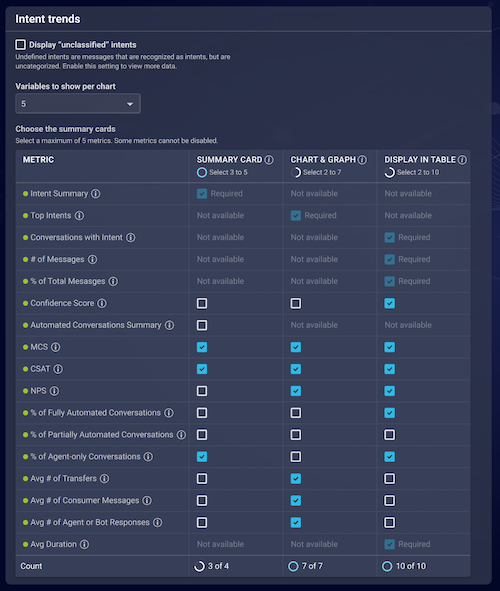 Intent trends
Display "unclassified" intents
Undefined intents are messages that are recognized as intents, but are
uncategorized. Enable this setting to view more data.
Variables to show per chart
5
Choose the summary cards
Select a maximum of 5 metrics. Some metrics cannot be disabled.
METRIC SUMMARY CARD CHART & GRAPH DISPLAY IN TABLE
Select 3 to 5 Select 2 to 7 Select 2 to 10
Intent Summary Required Not available Not available
Top Intents Not available Required Not available
Conversations with Intent Not available Not available Required
# of Messages Not available Not available Required
% of Total Mesasges Not available Not available Required
Confidence Score
Automated Conversations Summary Not available Not available
MCS
CSAT
NPS
% of Fully Automated Conversations
% of Partially Automated Conversations
% of Agent-only Conversations
Avg # of Transfers
Avg # of Consumer Messages
Avg # of Agent or Bot Responses
Avg Duration Not available Not available Required
Count 3 of 4 7 of 7 10 of 10